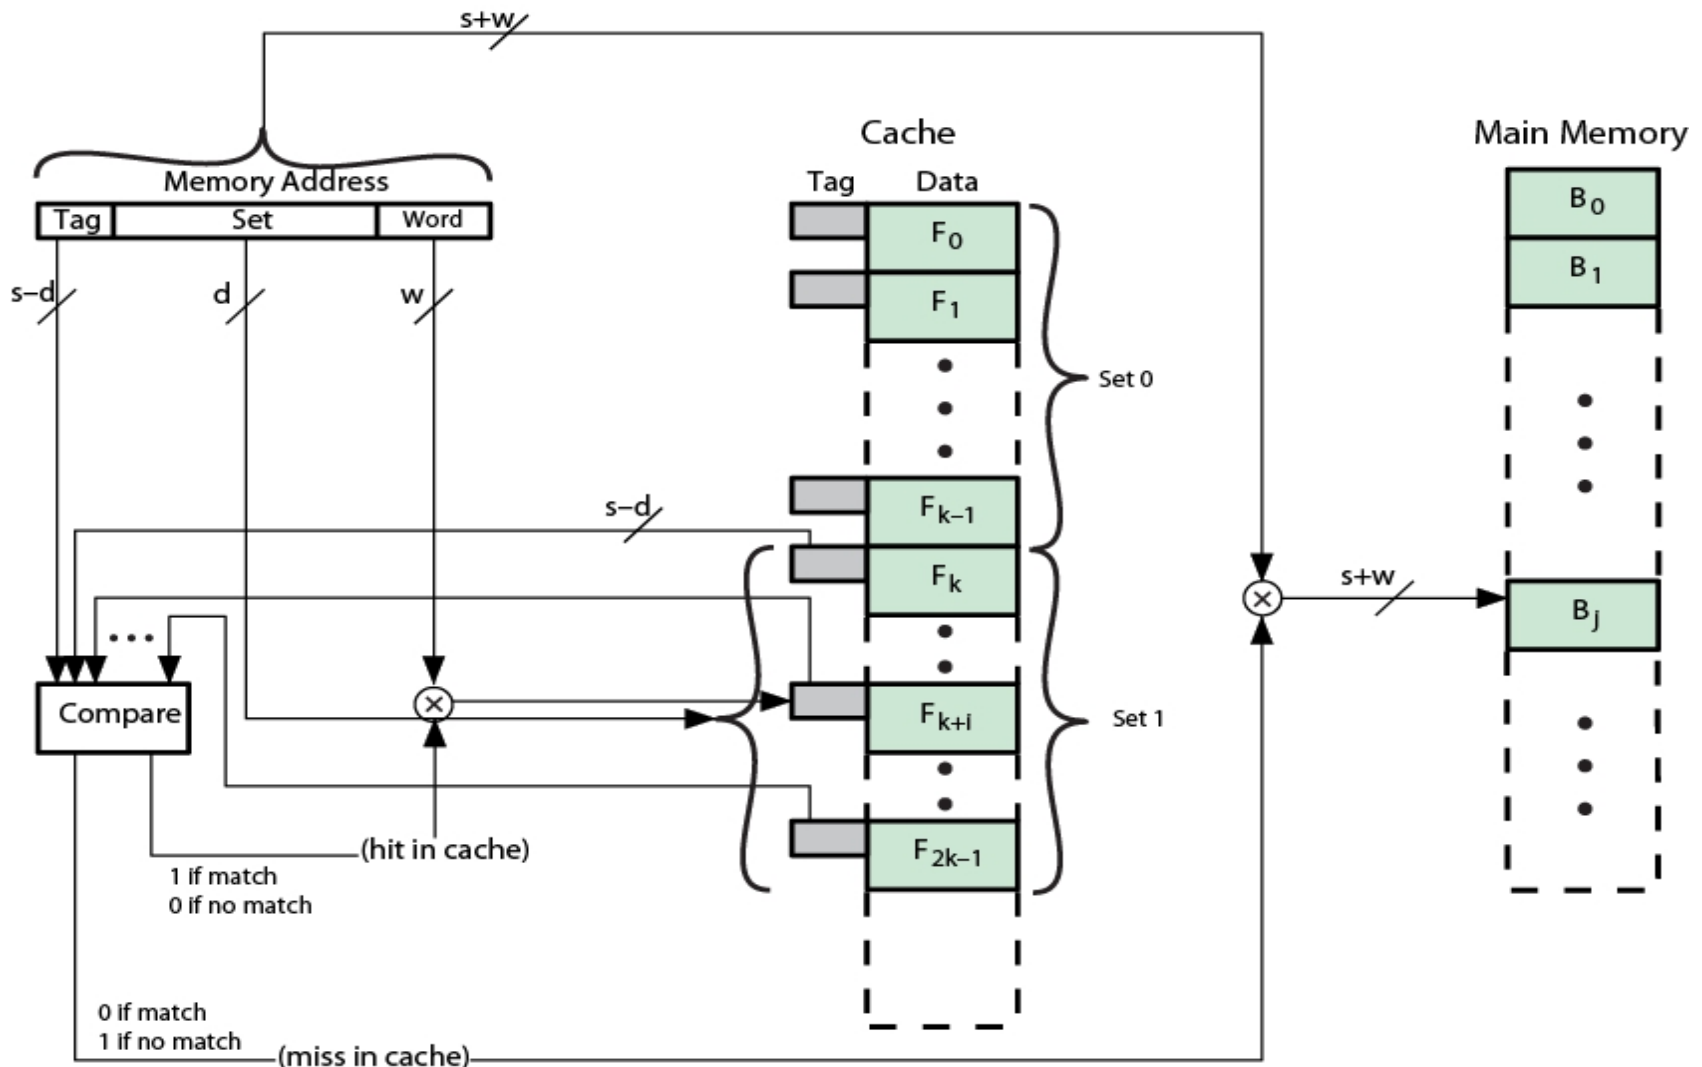 s+w
Cache
Main Memory
Memory Address
Tag Data
Tag Set Word
B0
F0
B1
s–d d w
F1
Set 0
s–d
Fk–1
Fk
s+w
Bj
Compare
Fk+i
Set 1
(hit in cache)
F2k–1
1 if match
0 if no match
0 if match
1 if no match
(miss in cache)